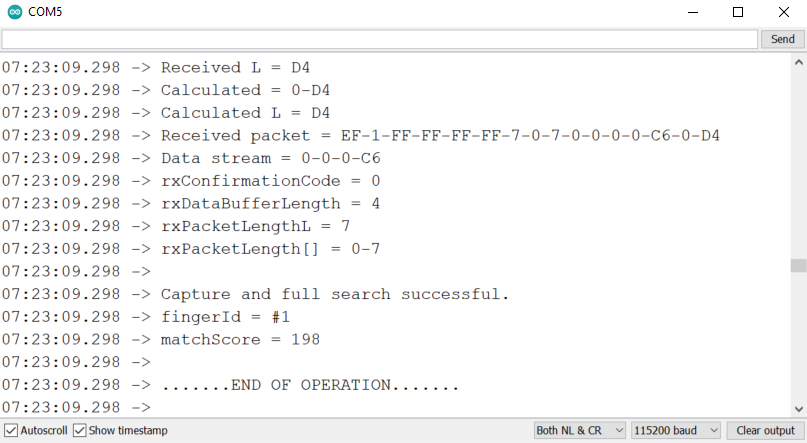 COM5
Send
07:23:09.298 -> Received L = D4
07:23:09.298 -> Calculated = 0-D4
07:23:09.298 -> Calculated L = D4
07:23:09.298 -> Received packet = EF-1-FF-FF-FF-FF-7-0-7-0-0-0-0-C6-0-D4
07:23:09.298 -> Data stream = 0-0-0-C6
07:23:09.298 -> rxConfirmationCode = 0
07:23:09.298 -> rxDataBufferLength = 4
07:23:09.298 -> rxPacketLengthL = 7
07:23:09.298 -> rxPacketLength[] = 0-7
07:23:09.298 ->
07:23:09.298 -> Capture and full search successful.
07:23:09.298 -> fingerId = #1
07:23:09.298 -> matchScore = 198
07:23:09.298 ->
07:23:09.298 -> .......END OF OPERATION.......
07:23:09.298 ->
Autoscroll Show timestamp Both NL & CR 115200 baud Clear output